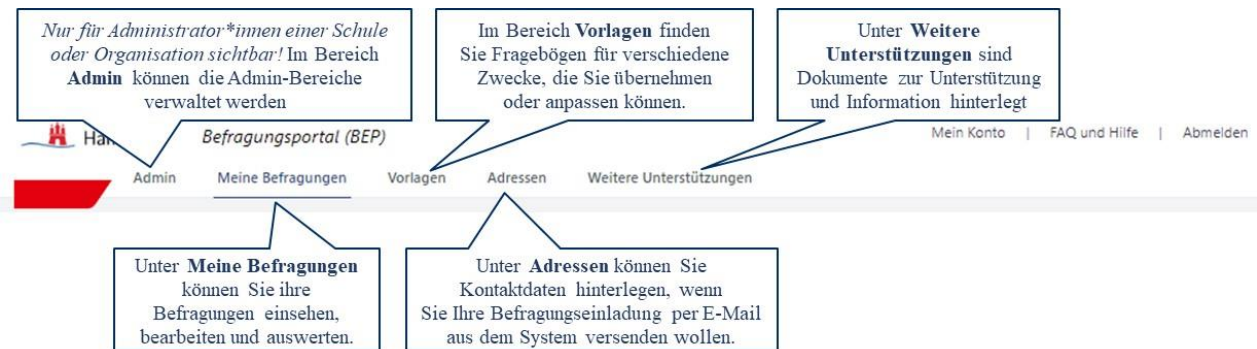 Nur für Administrator*innen einer Schule
oder Organisation sichtbar! Im Bereich
Admin können die Admin-Bereiche
verwaltet werden
Im Bereich Vorlagen finden
Sie Fragebögen für verschiedene
Zwecke, die Sie übernehmen
oder anpassen können.
Unter Weitere
Unterstützungen sind
Dokumente zur Unterstützung
und Information hinterlegt
Befragungsportal (BEP)
Mein Konto | FAQ und Hilfe | Abmelden
Admin Meine Befragungen Vorlagen Adressen Weitere Unterstützungen
Unter Meine Befragungen
können Sie ihre
Befragungen einsehen,
bearbeiten und auswerten.
Unter Adressen können Sie
Kontaktdaten hinterlegen, wenn
Sie Ihre Befragungseinladung per E-Mail
aus dem System versenden wollen.